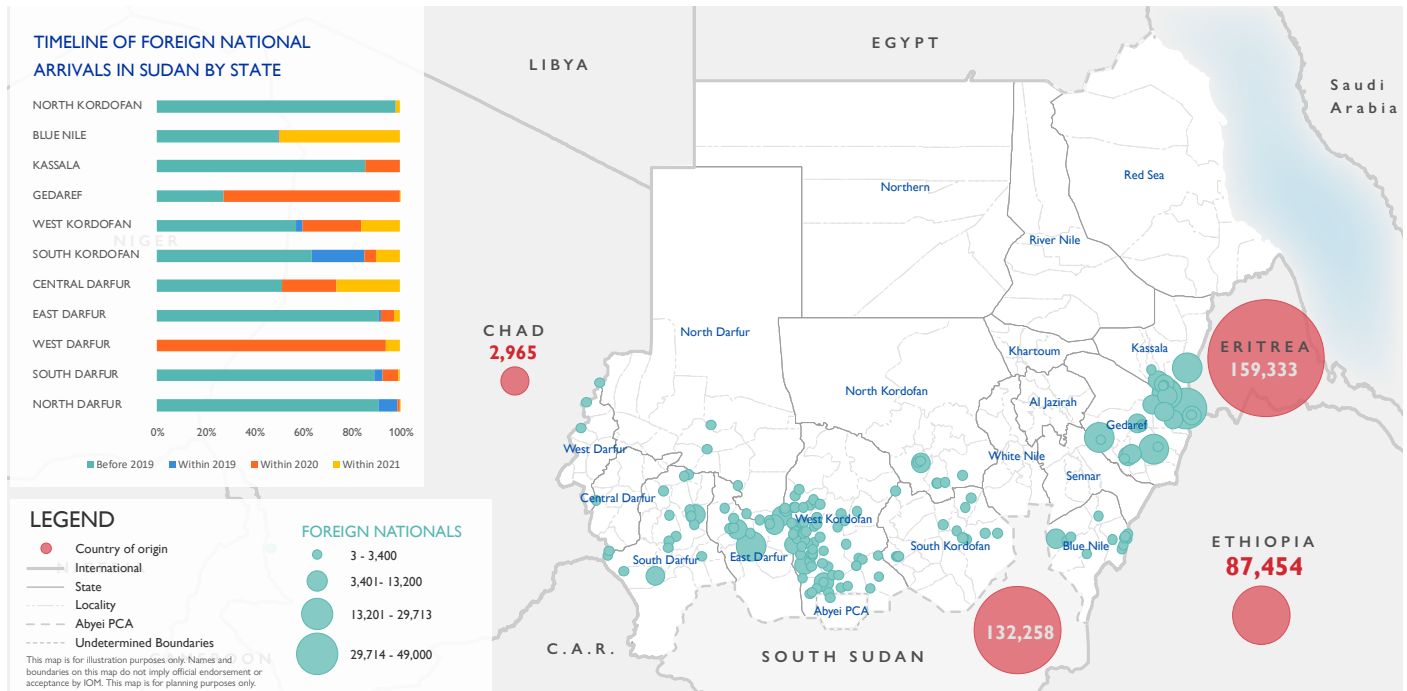 TIMELINE OF FOREIGN NATIONAL
ARRIVALS IN SUDAN BY STATE
NORTH KORDOFAN
BLUE NILE
KASSALA
GEDAREF
WEST KORDOFAN
NIGER
SOUTH KORDOFAN
CENTRAL DARFUR
EAST DARFUR
WEST DARFUR
SOUTH DARFUR
NORTH DARFUR
0% 20% 40% 60% 80% 100%
Before 2019 Within 2019 Within 2020 Within 2021
LEGEND
Country of origin
International
State
Locality
Abyei PCA
Undetermined Boundaries
This map is for illustration purposes only. Names and
boundaries on this map do not imply official endorsement or
acceptance by IOM. This map is for planning purposes only.
CAMEROON
FOREIGN NATIONALS
3 - 3,400
3,401- 13,200
13,201 - 29,713
29,714 - 49,000
LIBYA
EGYPT
Saudi
Arabia
Northern
Red Sea
River Nile
CHAD
2,965
North Darfur
Khartoum
Kassala
ERITREA
159,333
North Kordofan
Al Jazirah
Gedaref
West Darfur
White Nile
Sennar
Central Darfur
West Kordofan
South Darfur
East Darfur
South Kordofan
Blue Nile
ETHIOPIA
87,454
Abyei PCA
132,258
C.A.R.
SOUTH SUDAN